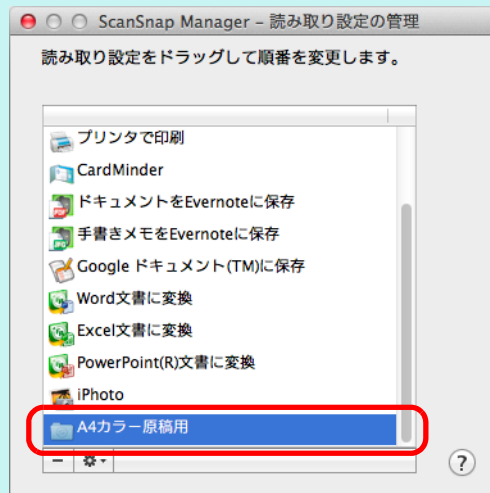 ScanSnap Manager – 読み取り設定の管理
読み取り設定をドラッグして順番を変更します。
プリンタで印刷
CardMinder
ドキュメントをEvernoteに保存
手書きメモをEvernoteに保存
Google ドキュメント(TM)に保存
Word文書に変換
Excel文書に変換
PowerPoint(R)文書に変換
iPhoto
A4カラー原稿用
?